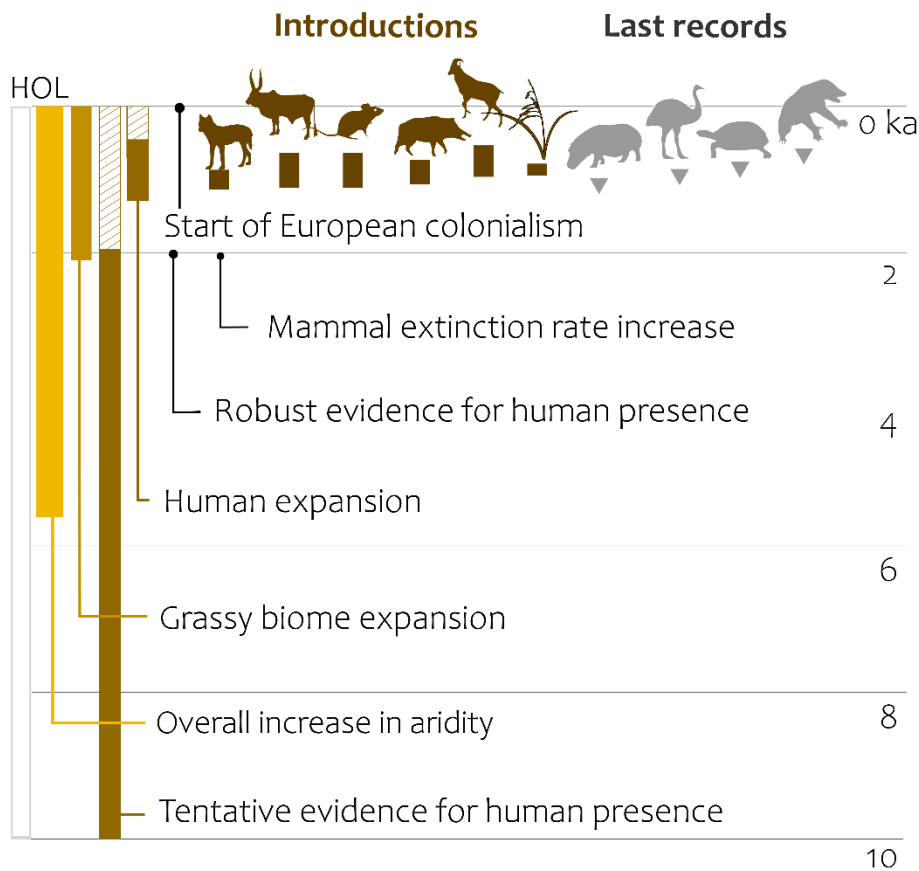 Introductions
Last records
HOL
0 ka
Start of European colonialism
2
Mammal extinction rate increase
Robust evidence for human presence
4
Human expansion
6
Grassy biome expansion
8
Overall increase in aridity
Tentative evidence for human presence
10